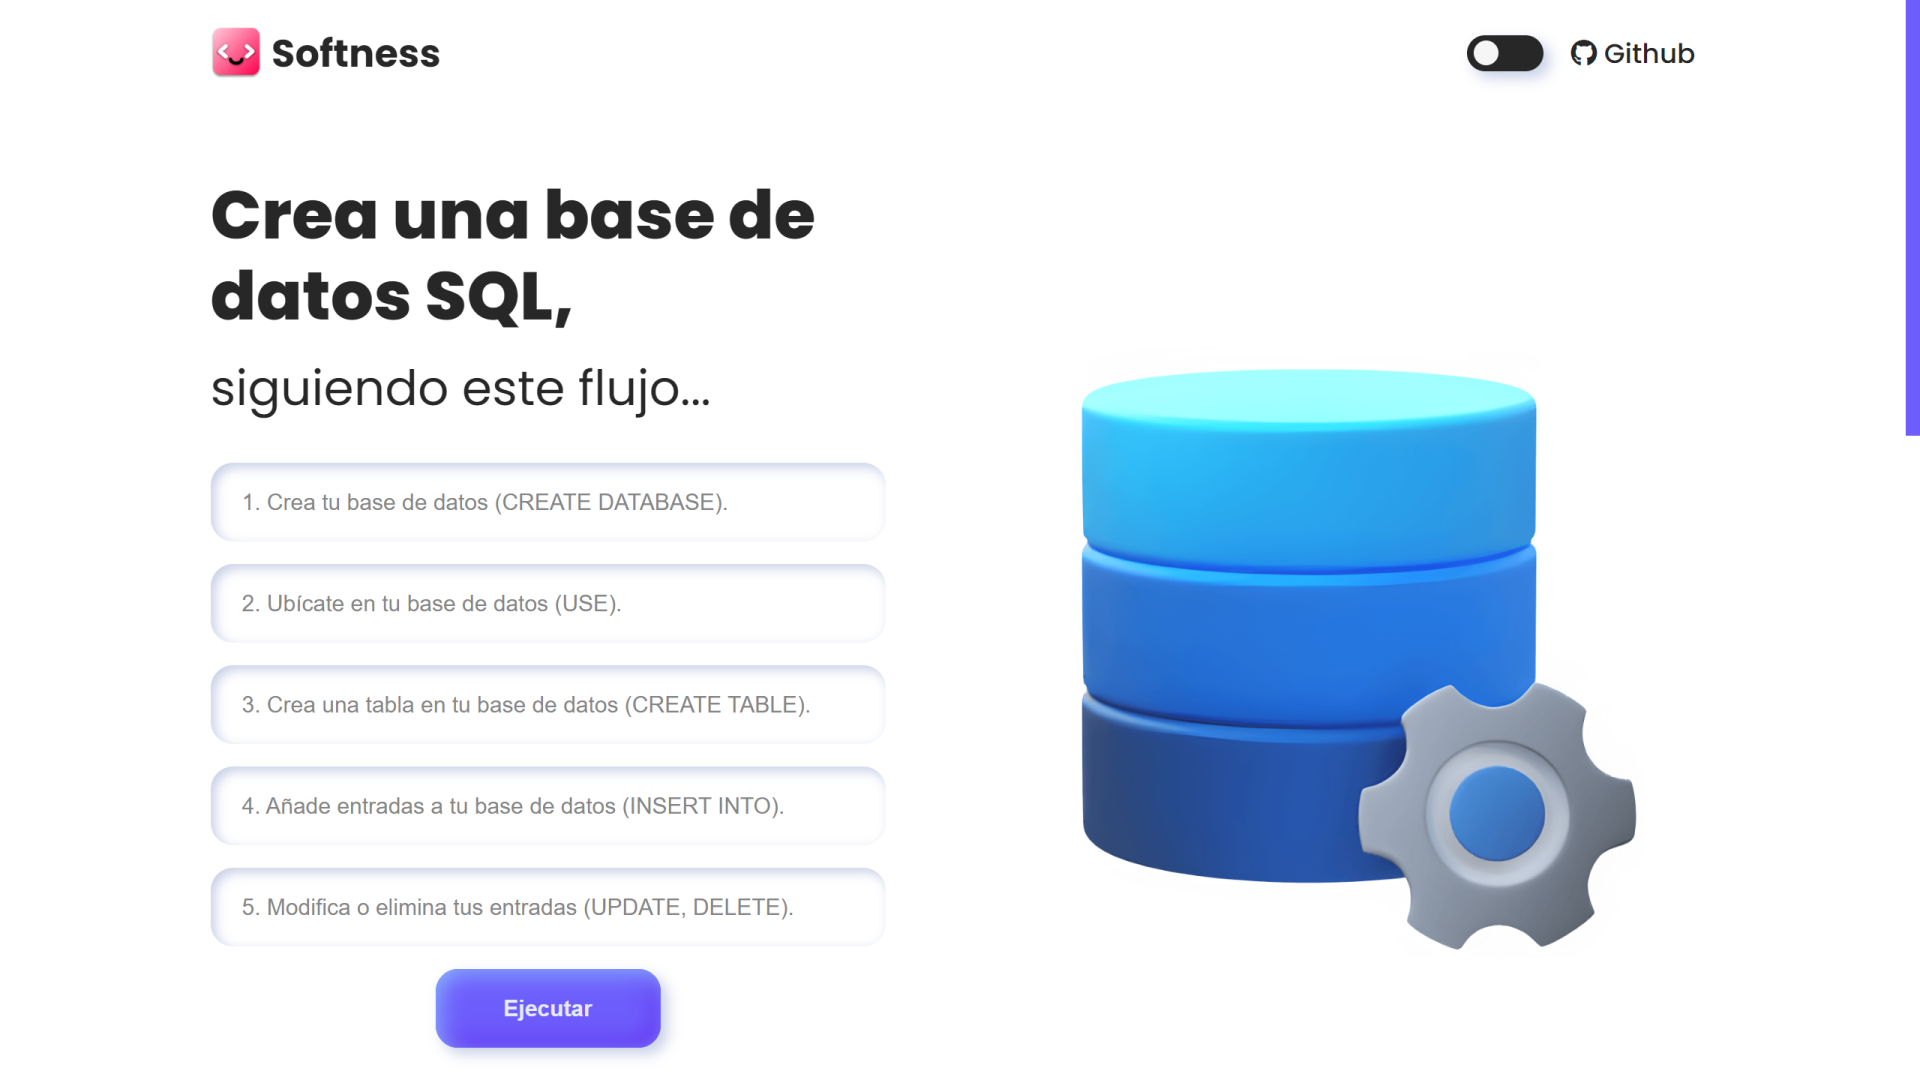 Softness
Github
Crea una base de
datos SQL,
siguiendo este flujo...
1. Crea tu base de datos (CREATE DATABASE).
2. Ubícate en tu base de datos (USE).
3. Crea una tabla en tu base de datos (CREATE TABLE).
4. Añade entradas a tu base de datos (INSERT INTO).
5. Modifica o elimina tus entradas (UPDATE, DELETE).
Ejecutar